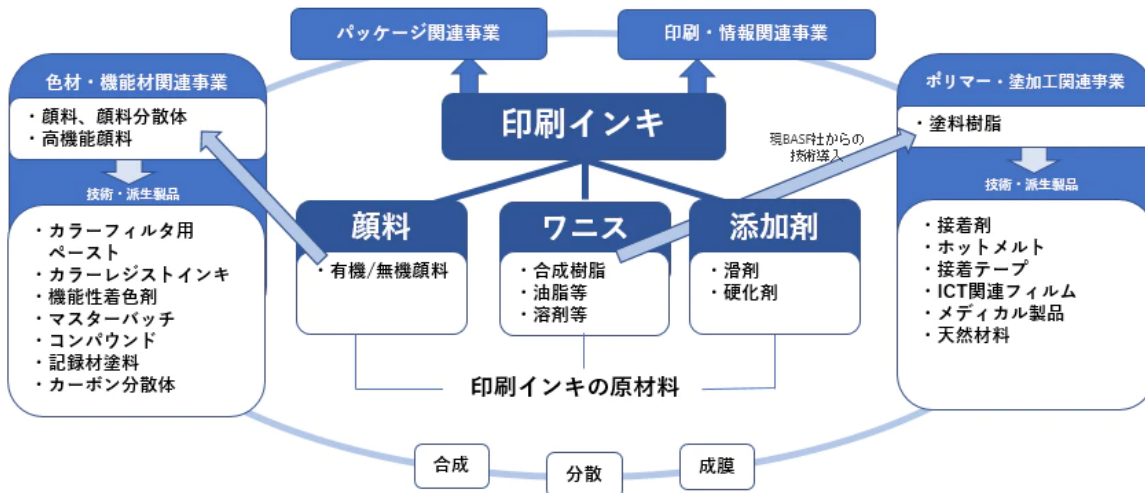 パッケージ関連事業
印刷・情報関連事業
色材・機能材関連事業
・顔料、顔料分散体
・高機能顔料
技術・派生製品
・カラーフィルタ用
ペースト
・カラーレジストインキ
・機能性着色剤
・マスターバッチ
・コンパウンド
・記録材塗料
・カーボン分散体
印刷インキ
現BASF社からの
技術導入
顔料
・有機/無機顔料
ワニス
・合成樹脂
・油脂等
・溶剤等
添加剤
・滑剤
・硬化剤
印刷インキの原材料
ポリマー・塗加工関連事業
・塗料樹脂
技術・派生製品
・接着剤
・ホットメルト
・接着テープ
・ICT関連フィルム
・メディカル製品
・天然材料
合成
分散
成膜